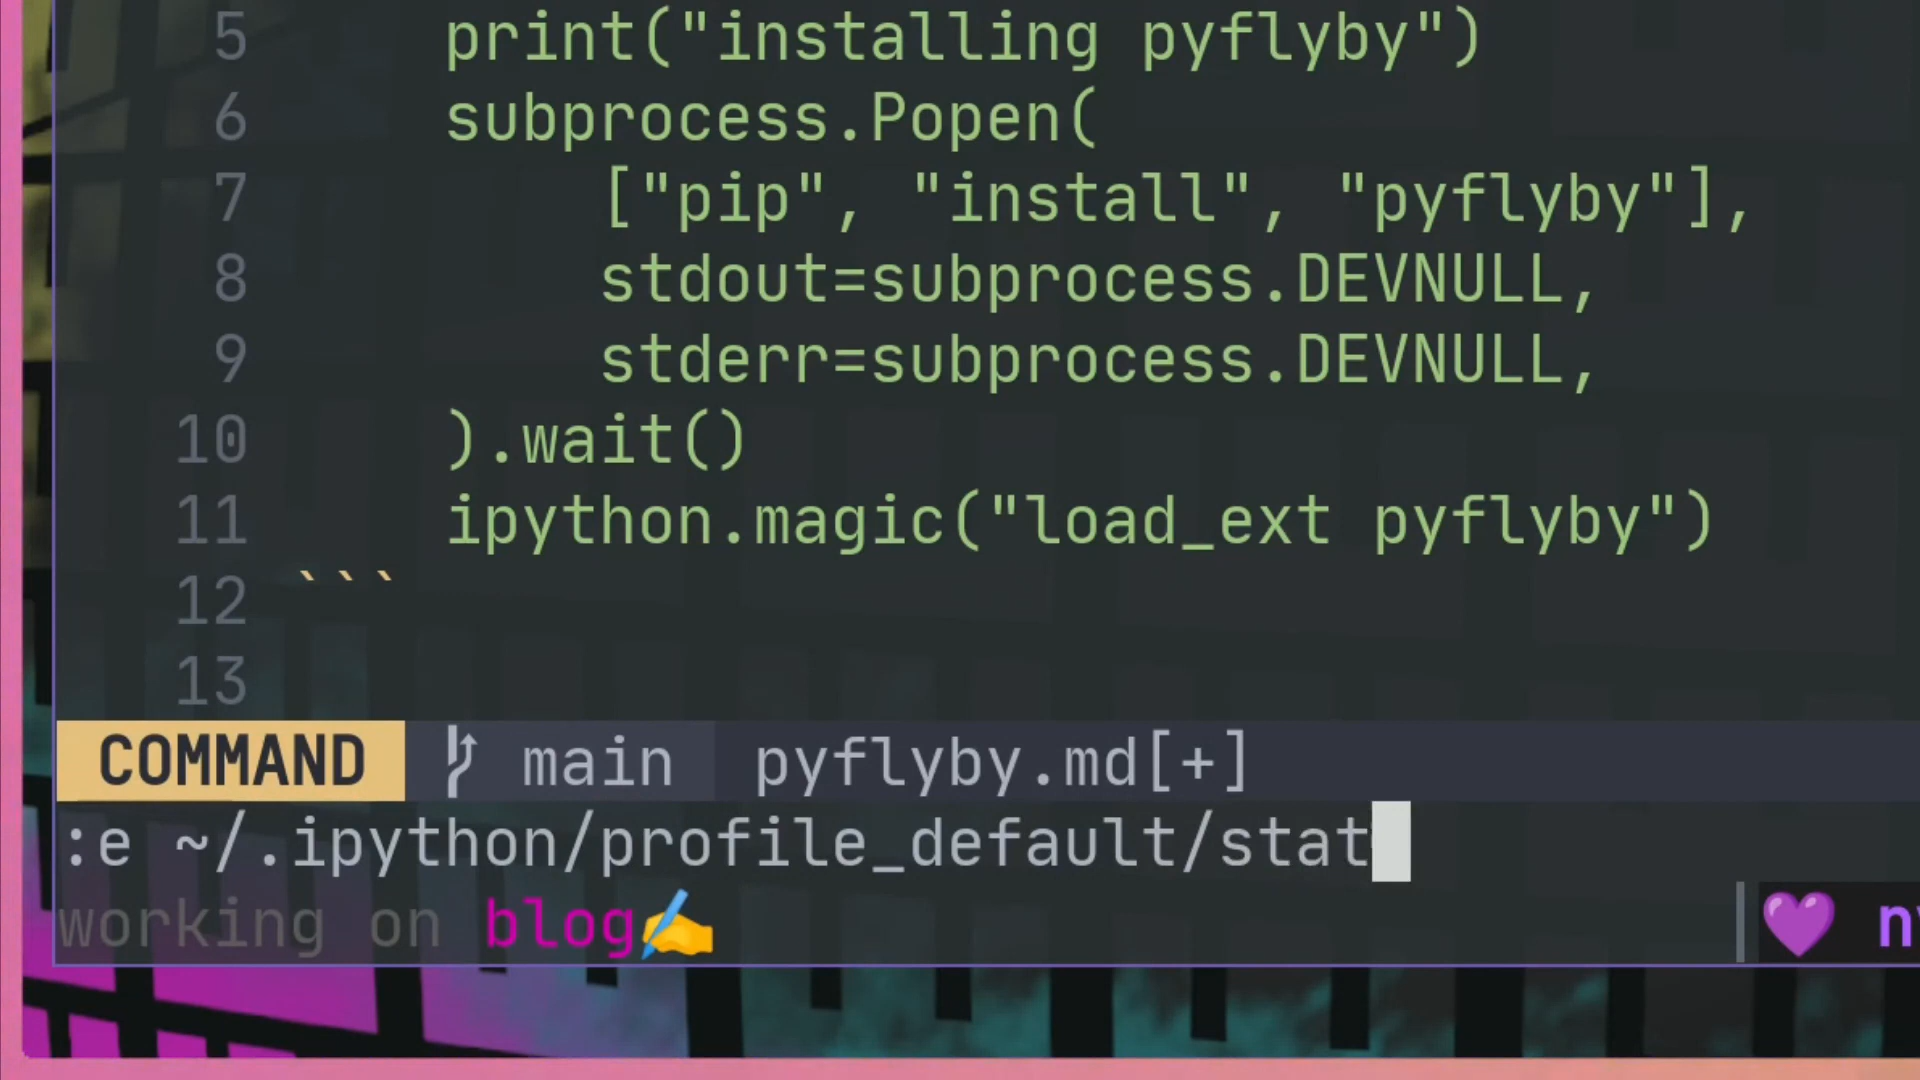 5 print("installing pyflyby")
6 subprocess.Popen(
7 ["pip", "install", "pyflyby"],
8 stdout=subprocess.DEVNULL,
9 stderr=subprocess.DEVNULL,
10 ).wait()
11 ipython.magic("load_ext pyflyby")
12 ```
13
COMMAND main pyflyby.md[+]
:e ~/.ipython/profile_default/stat
working on blog✍️ 💜